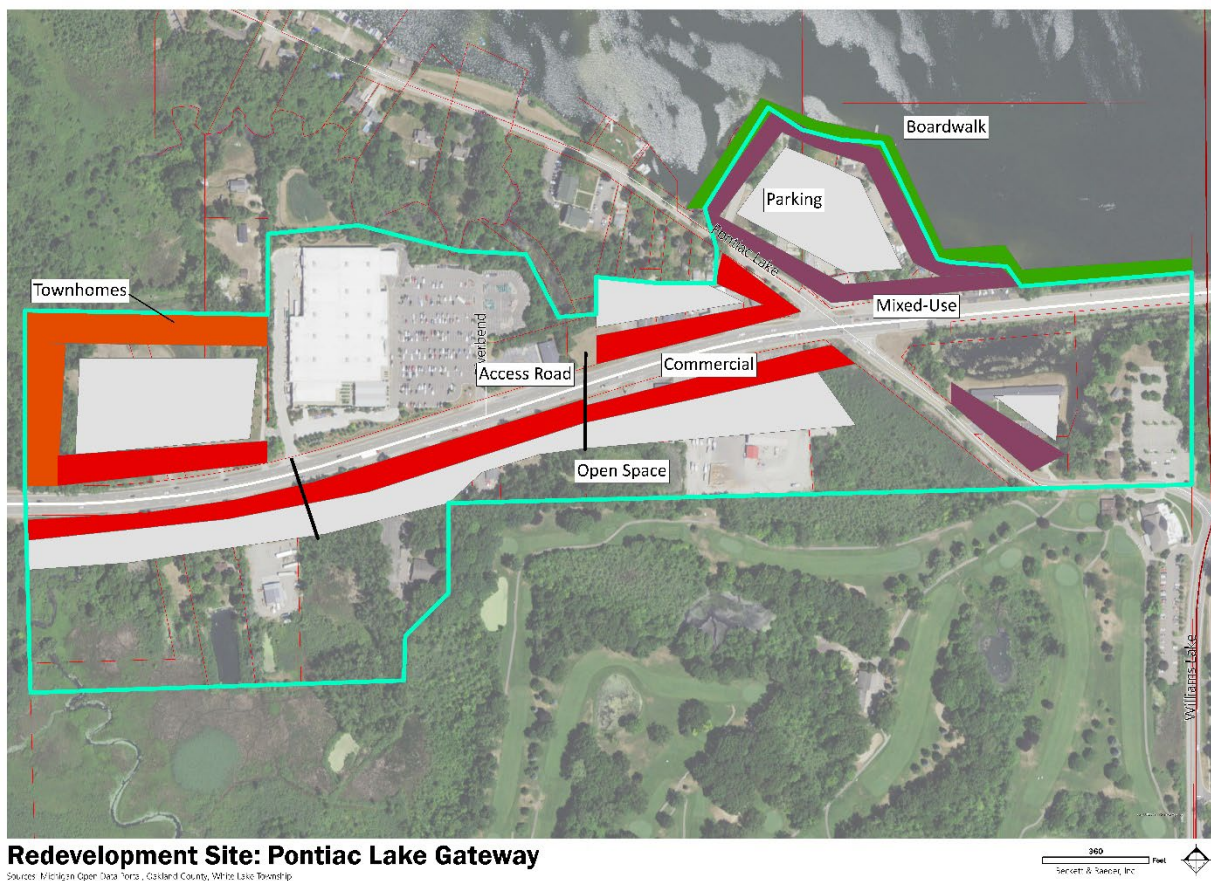 Boardwalk
Parking
Pontiac Lake
Townhomes
Mixed-Use
Access Road
Commercial
Open Space
Williams Lake
Redevelopment Site: Pontiac Lake Gateway
Sources: Michigan Open Data Portal, Oakland County, White Lake Township
360
Feet
Beckett & Raeder, Inc.